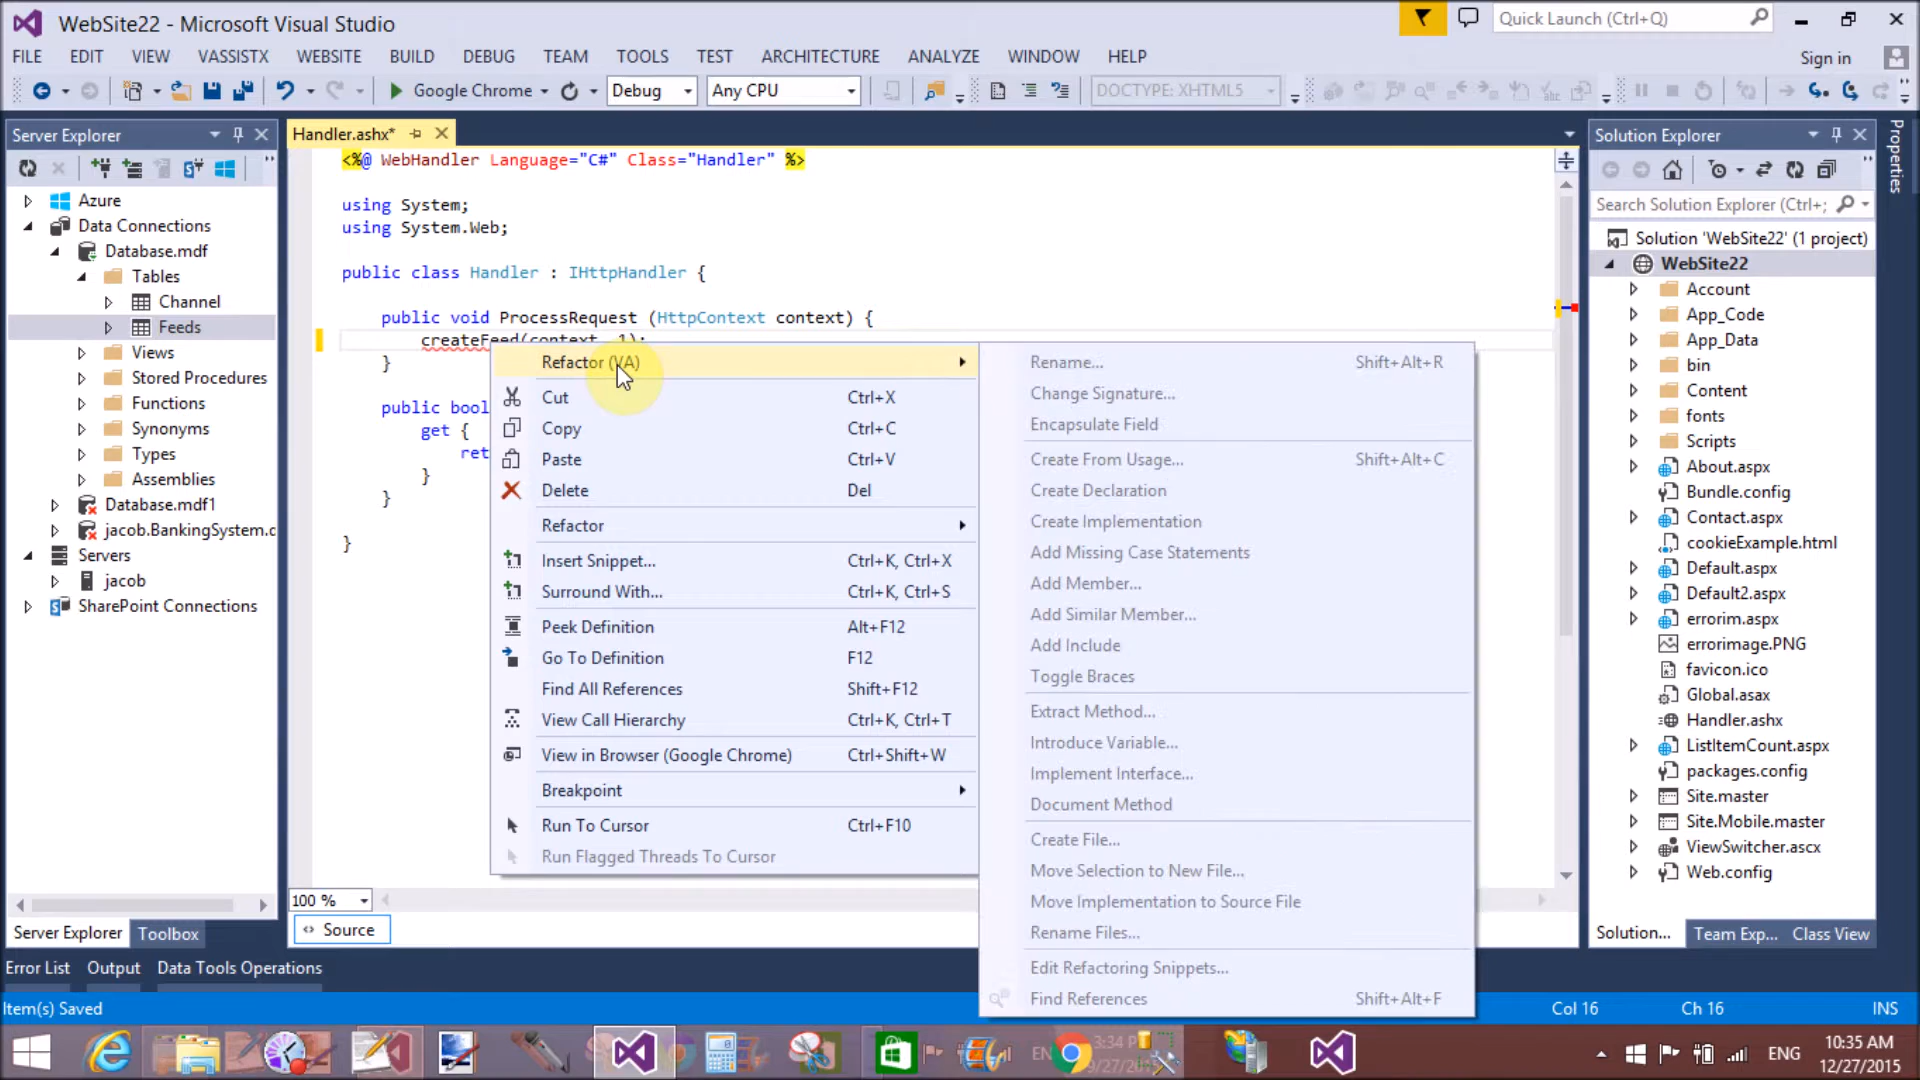 WebSite22 - Microsoft Visual Studio
Quick Launch (Ctrl+Q)
FILE EDIT VIEW VASSISTX WEBSITE BUILD DEBUG TEAM TOOLS TEST ARCHITECTURE ANALYZE WINDOW HELP
Sign in
Google Chrome Debug Any CPU DOCTYPE: XHTML5
Server Explorer
Azure
Data Connections
Database.mdf
Tables
Channel
Feeds
Views
Stored Procedures
Functions
Synonyms
Types
Assemblies
Database.mdf1
jacob.BankingSystem.c
Servers
jacob
SharePoint Connections
Server Explorer Toolbox
Handler.ashx*
<%@ WebHandler Language="C#" Class="Handler" %>
using System;
using System.Web;
public class Handler : IHttpHandler {
public void ProcessRequest (HttpContext context) {
createFeed(context, 1);
}
public bool
get {
ret
}
}
}
100 %
Source
Refactor (VA)
Cut Ctrl+X
Copy Ctrl+C
Paste Ctrl+V
Delete Del
Refactor
Insert Snippet... Ctrl+K, Ctrl+X
Surround With... Ctrl+K, Ctrl+S
Peek Definition Alt+F12
Go To Definition F12
Find All References Shift+F12
View Call Hierarchy Ctrl+K, Ctrl+T
View in Browser (Google Chrome) Ctrl+Shift+W
Breakpoint
Run To Cursor Ctrl+F10
Run Flagged Threads To Cursor
Rename... Shift+Alt+R
Change Signature...
Encapsulate Field
Create From Usage... Shift+Alt+C
Create Declaration
Create Implementation
Add Missing Case Statements
Add Member...
Add Similar Member...
Add Include
Toggle Braces
Extract Method...
Introduce Variable...
Implement Interface...
Document Method
Create File...
Move Selection to New File...
Move Implementation to Source File
Rename Files...
Edit Refactoring Snippets...
Find References Shift+Alt+F
Solution Explorer
Search Solution Explorer (Ctrl+;
Solution 'WebSite22' (1 project)
WebSite22
Account
App_Code
App_Data
bin
Content
fonts
Scripts
About.aspx
Bundle.config
Contact.aspx
cookieExample.html
Default.aspx
Default2.aspx
errorim.aspx
errorimage.PNG
favicon.ico
Global.asax
Handler.ashx
ListItemCount.aspx
packages.config
Site.master
Site.Mobile.master
ViewSwitcher.ascx
Web.config
Solution... Team Exp... Class View
Properties
Error List Output Data Tools Operations
Item(s) Saved Col 16 Ch 16 INS
ENG 10:35 AM
12/27/2015